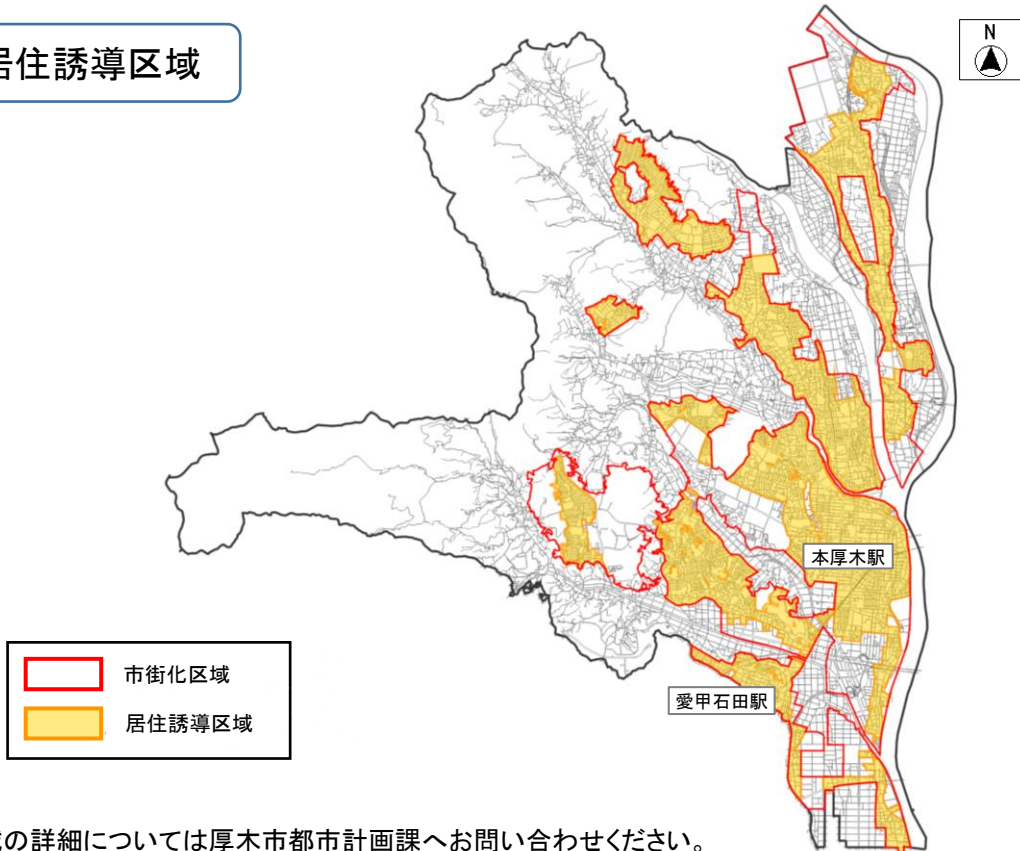 居住誘導区域
N
本厚木駅
愛甲石田駅
市街化区域
居住誘導区域
の詳細については厚木市都市計画課へお問い合わせください。